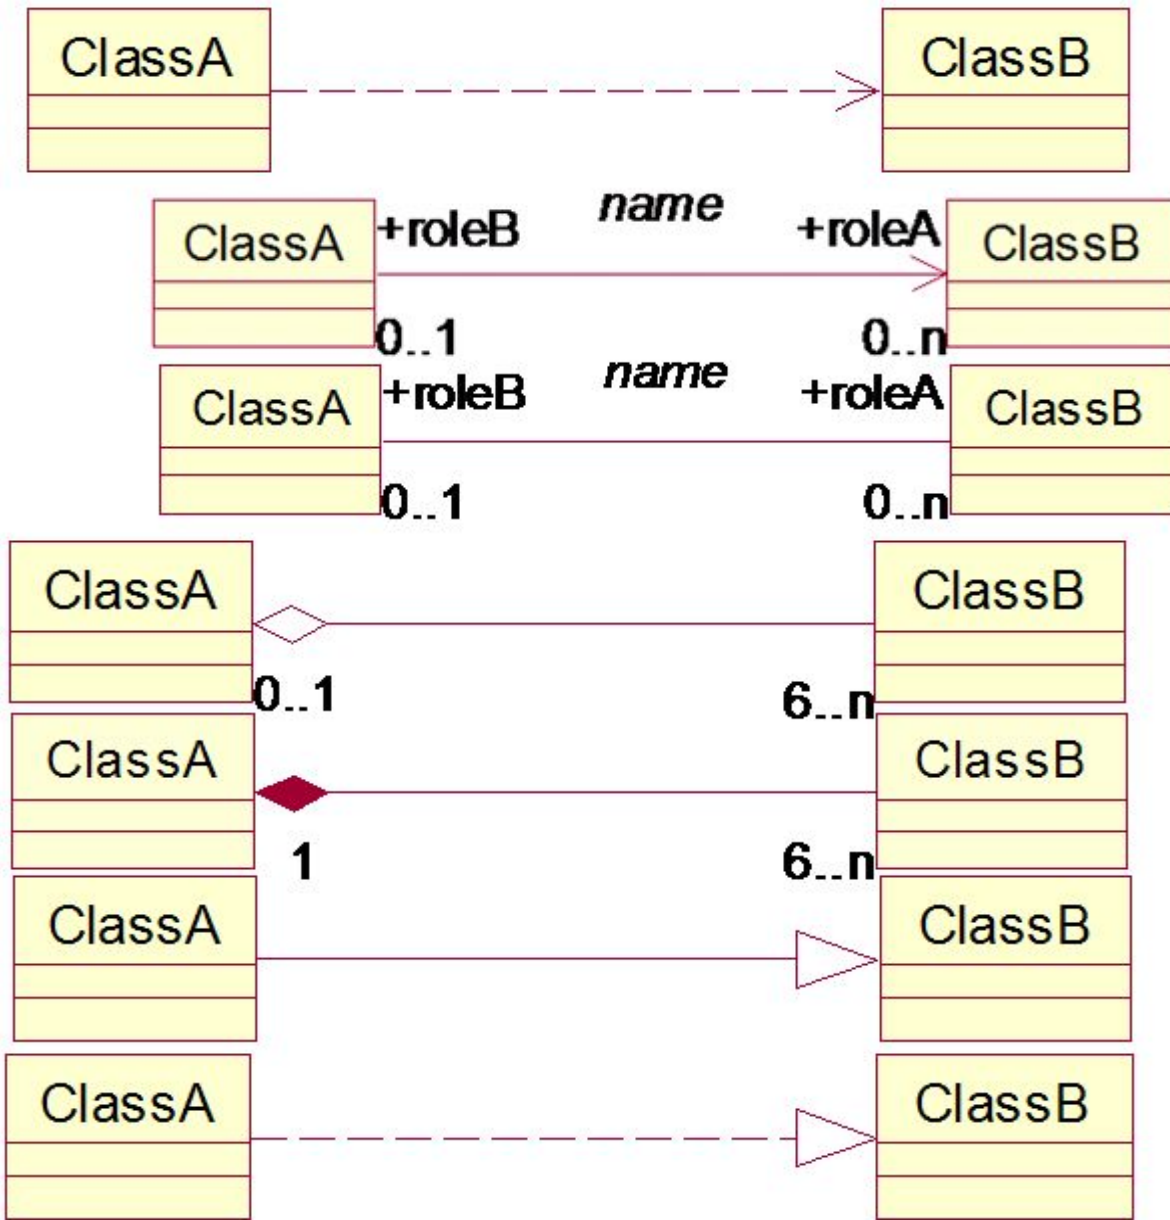 ClassA ClassB
name
ClassA +roleB +roleA ClassB
0..1 0..n
name
ClassA +roleB +roleA ClassB
0..1 0..n
ClassA ClassB
0..1 6..n
ClassA ClassB
1 6..n
ClassA ClassB
ClassA ClassB